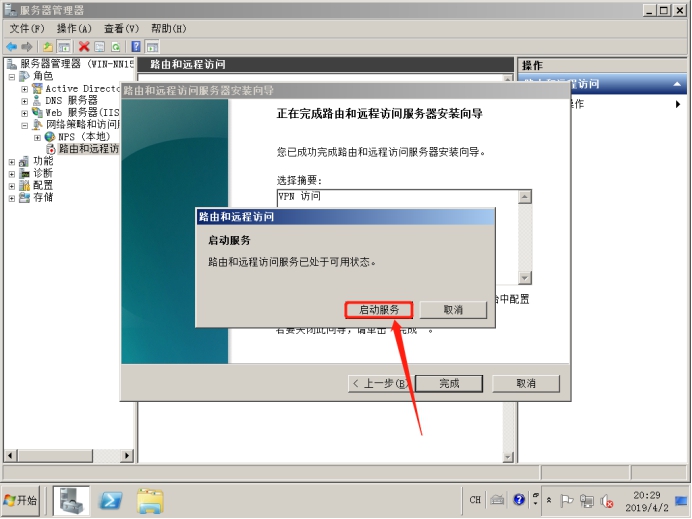 服务器管理器
文件(F) 操作(A) 查看(V) 帮助(H)
服务器管理器 (WIN-NN15
角色
Active Directo
DNS 服务器
Web 服务器(IIS
网络策略和访问
NPS (本地)
路由和远程访
功能
诊断
配置
存储
路由和远程访问
操作
路由和远程访问
操作
路由和远程访问服务器安装向导
正在完成路由和远程访问服务器安装向导
您已成功完成路由和远程访问服务器安装向导。
选择摘要:
VPN 访问
路由和远程访问
启动服务
路由和远程访问服务已处于可用状态。
启动服务 取消
台中配置
若要关闭此向导，请单击“完成”。
< 上一步(B) 完成 取消
开始
CH
20:29
2019/4/2